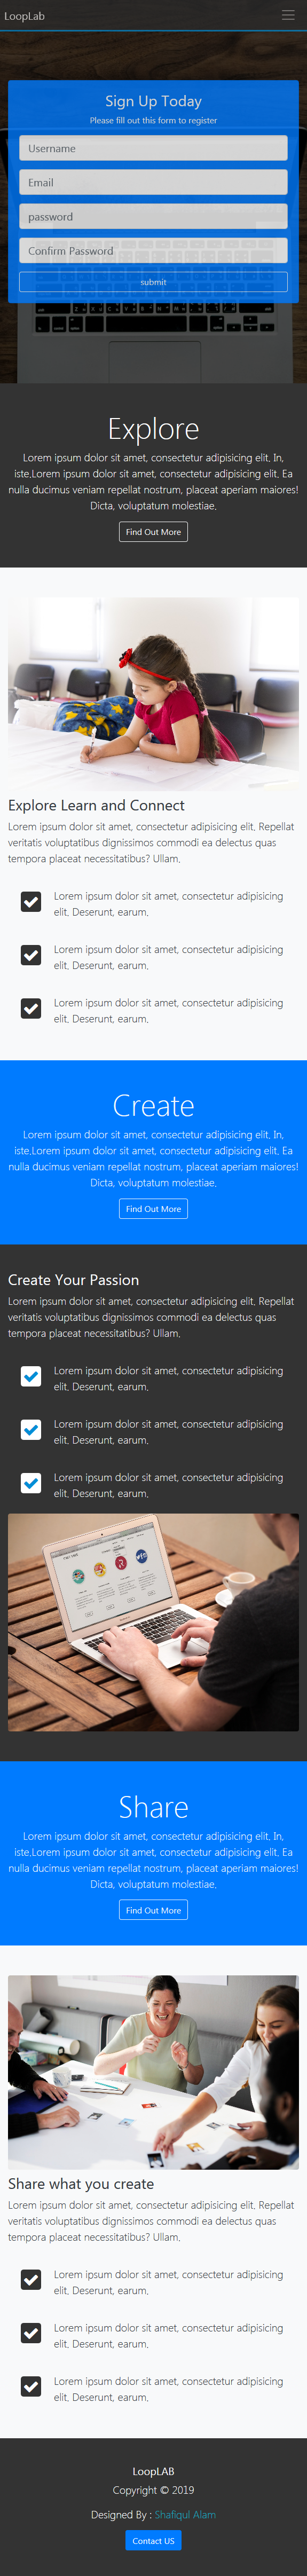 LoopLab
Sign Up Today
Please fill out this form to register
Username
Email
password
Confirm Password
submit
Explore
Lorem ipsum dolor sit amet, consectetur adipisicing elit. In,
iste.Lorem ipsum dolor sit amet, consectetur adipisicing elit. Ea
nulla ducimus veniam repellat nostrum, placeat aperiam maiores!
Dicta, voluptatum molestiae.
Find Out More
Explore Learn and Connect
Lorem ipsum dolor sit amet, consectetur adipisicing elit. Repellat
veritatis voluptatibus dignissimos commodi ea delectus quas
tempora placeat necessitatibus? Ullam.
Lorem ipsum dolor sit amet, consectetur adipisicing
elit. Deserunt, earum.
Lorem ipsum dolor sit amet, consectetur adipisicing
elit. Deserunt, earum.
Lorem ipsum dolor sit amet, consectetur adipisicing
elit. Deserunt, earum.
Create
Lorem ipsum dolor sit amet, consectetur adipisicing elit. In,
iste.Lorem ipsum dolor sit amet, consectetur adipisicing elit. Ea
nulla ducimus veniam repellat nostrum, placeat aperiam maiores!
Dicta, voluptatum molestiae.
Find Out More
Create Your Passion
Lorem ipsum dolor sit amet, consectetur adipisicing elit. Repellat
veritatis voluptatibus dignissimos commodi ea delectus quas
tempora placeat necessitatibus? Ullam.
Lorem ipsum dolor sit amet, consectetur adipisicing
elit. Deserunt, earum.
Lorem ipsum dolor sit amet, consectetur adipisicing
elit. Deserunt, earum.
Lorem ipsum dolor sit amet, consectetur adipisicing
elit. Deserunt, earum.
Share
Lorem ipsum dolor sit amet, consectetur adipisicing elit. In,
iste.Lorem ipsum dolor sit amet, consectetur adipisicing elit. Ea
nulla ducimus veniam repellat nostrum, placeat aperiam maiores!
Dicta, voluptatum molestiae.
Find Out More
Share what you create
Lorem ipsum dolor sit amet, consectetur adipisicing elit. Repellat
veritatis voluptatibus dignissimos commodi ea delectus quas
tempora placeat necessitatibus? Ullam.
Lorem ipsum dolor sit amet, consectetur adipisicing
elit. Deserunt, earum.
Lorem ipsum dolor sit amet, consectetur adipisicing
elit. Deserunt, earum.
Lorem ipsum dolor sit amet, consectetur adipisicing
elit. Deserunt, earum.
LoopLAB
Copyright © 2019
Designed By : Shafiqul Alam
Contact US